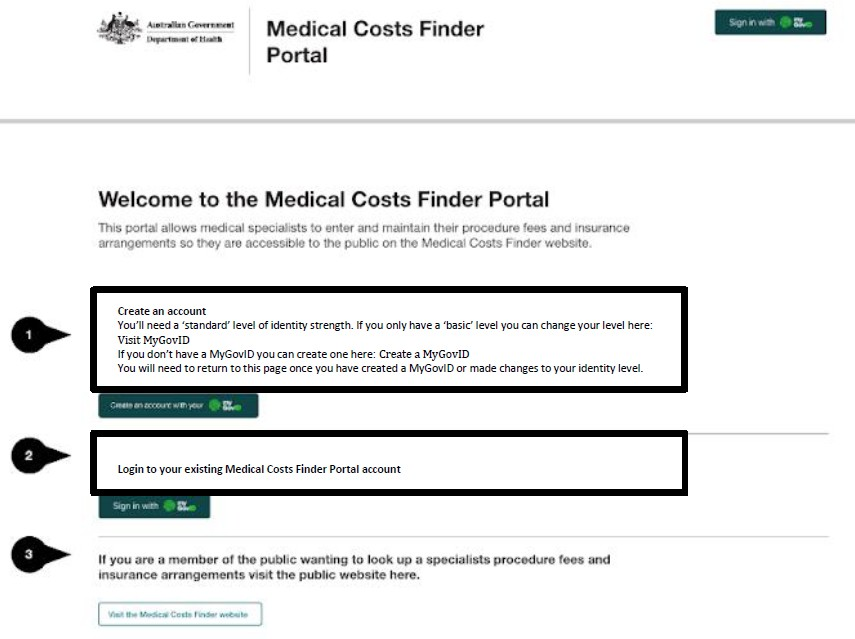 Australian Government
Department of Health
Medical Costs Finder
Portal
Sign in with my GovID
Welcome to the Medical Costs Finder Portal
This portal allows medical specialists to enter and maintain their procedure fees and insurance
arrangements so they are accessible to the public on the Medical Costs Finder website.
1
Create an account
You’ll need a ‘standard’ level of identity strength. If you only have a ‘basic’ level you can change your level here:
Visit MyGovID
If you don’t have a MyGovID you can create one here: Create a MyGovID
You will need to return to this page once you have created a MyGovID or made changes to your identity level.
Create an account with your my GovID
2
Login to your existing Medical Costs Finder Portal account
Sign in with my GovID
3
If you are a member of the public wanting to look up a specialists procedure fees and
insurance arrangements visit the public website here.
Visit the Medical Costs Finder website